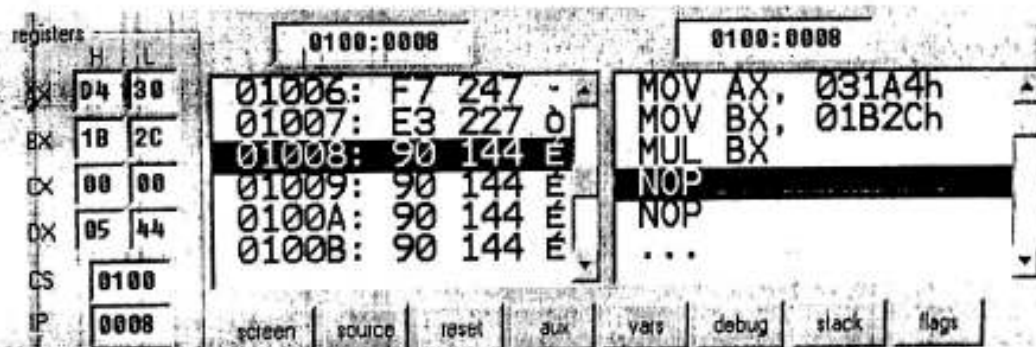 registers
H L
D4 30
BX 1B 2C
CX 00 00
DX 05 44
CS 0100
IP 0008
0100:0008
01006: F7 247
01007: E3 227 Ò
01008: 90 144 É
01009: 90 144 É
0100A: 90 144 É
0100B: 90 144 É
0100:0008
MOV AX, 031A4h
MOV BX, 01B2Ch
MUL BX
NOP
NOP
...
screen source reset aux vars debug stack flags